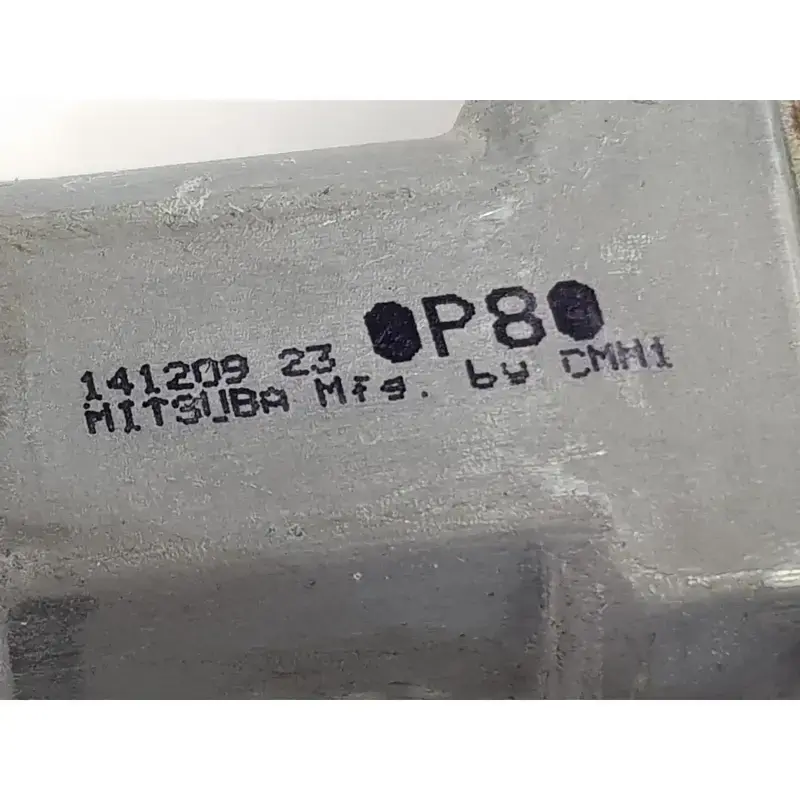 141209 23 ●P8●
MITSUBA Mfg. by CMH1